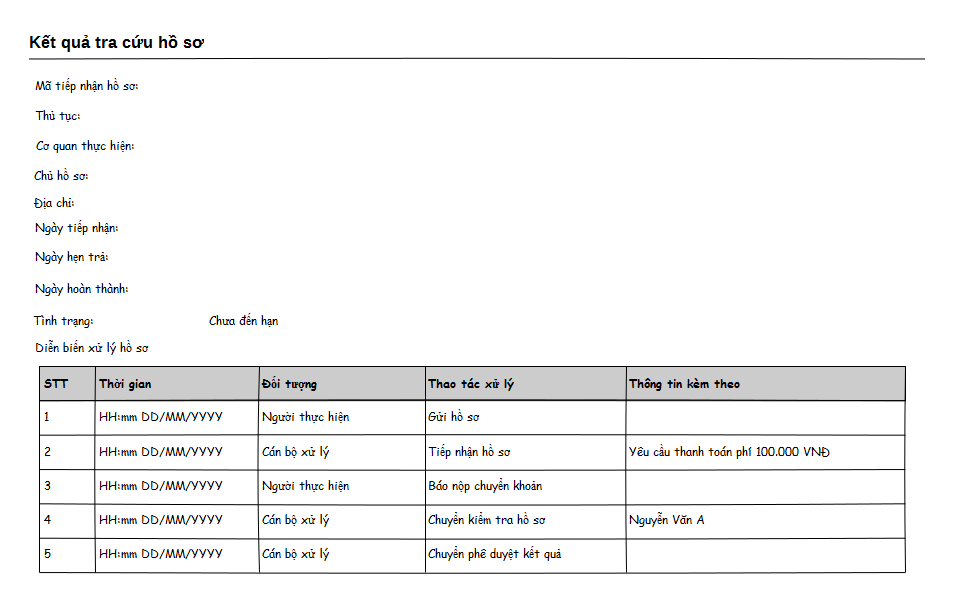 Kết quả tra cứu hồ sơ
Mã tiếp nhận hồ sơ:
Thủ tục:
Cơ quan thực hiện:
Chủ hồ sơ:
Địa chỉ:
Ngày tiếp nhận:
Ngày hẹn trả:
Ngày hoàn thành:
Tình trạng: Chưa đến hạn
Diễn biến xử lý hồ sơ
STT Thời gian Đối tượng Thao tác xử lý Thông tin kèm theo
1 HH:mm DD/MM/YYYY Người thực hiện Gửi hồ sơ
2 HH:mm DD/MM/YYYY Cán bộ xử lý Tiếp nhận hồ sơ Yêu cầu thanh toán phí 100.000 VNĐ
3 HH:mm DD/MM/YYYY Người thực hiện Báo nộp chuyển khoản
4 HH:mm DD/MM/YYYY Cán bộ xử lý Chuyển kiểm tra hồ sơ Nguyễn Văn A
5 HH:mm DD/MM/YYYY Cán bộ xử lý Chuyển phê duyệt kết quả